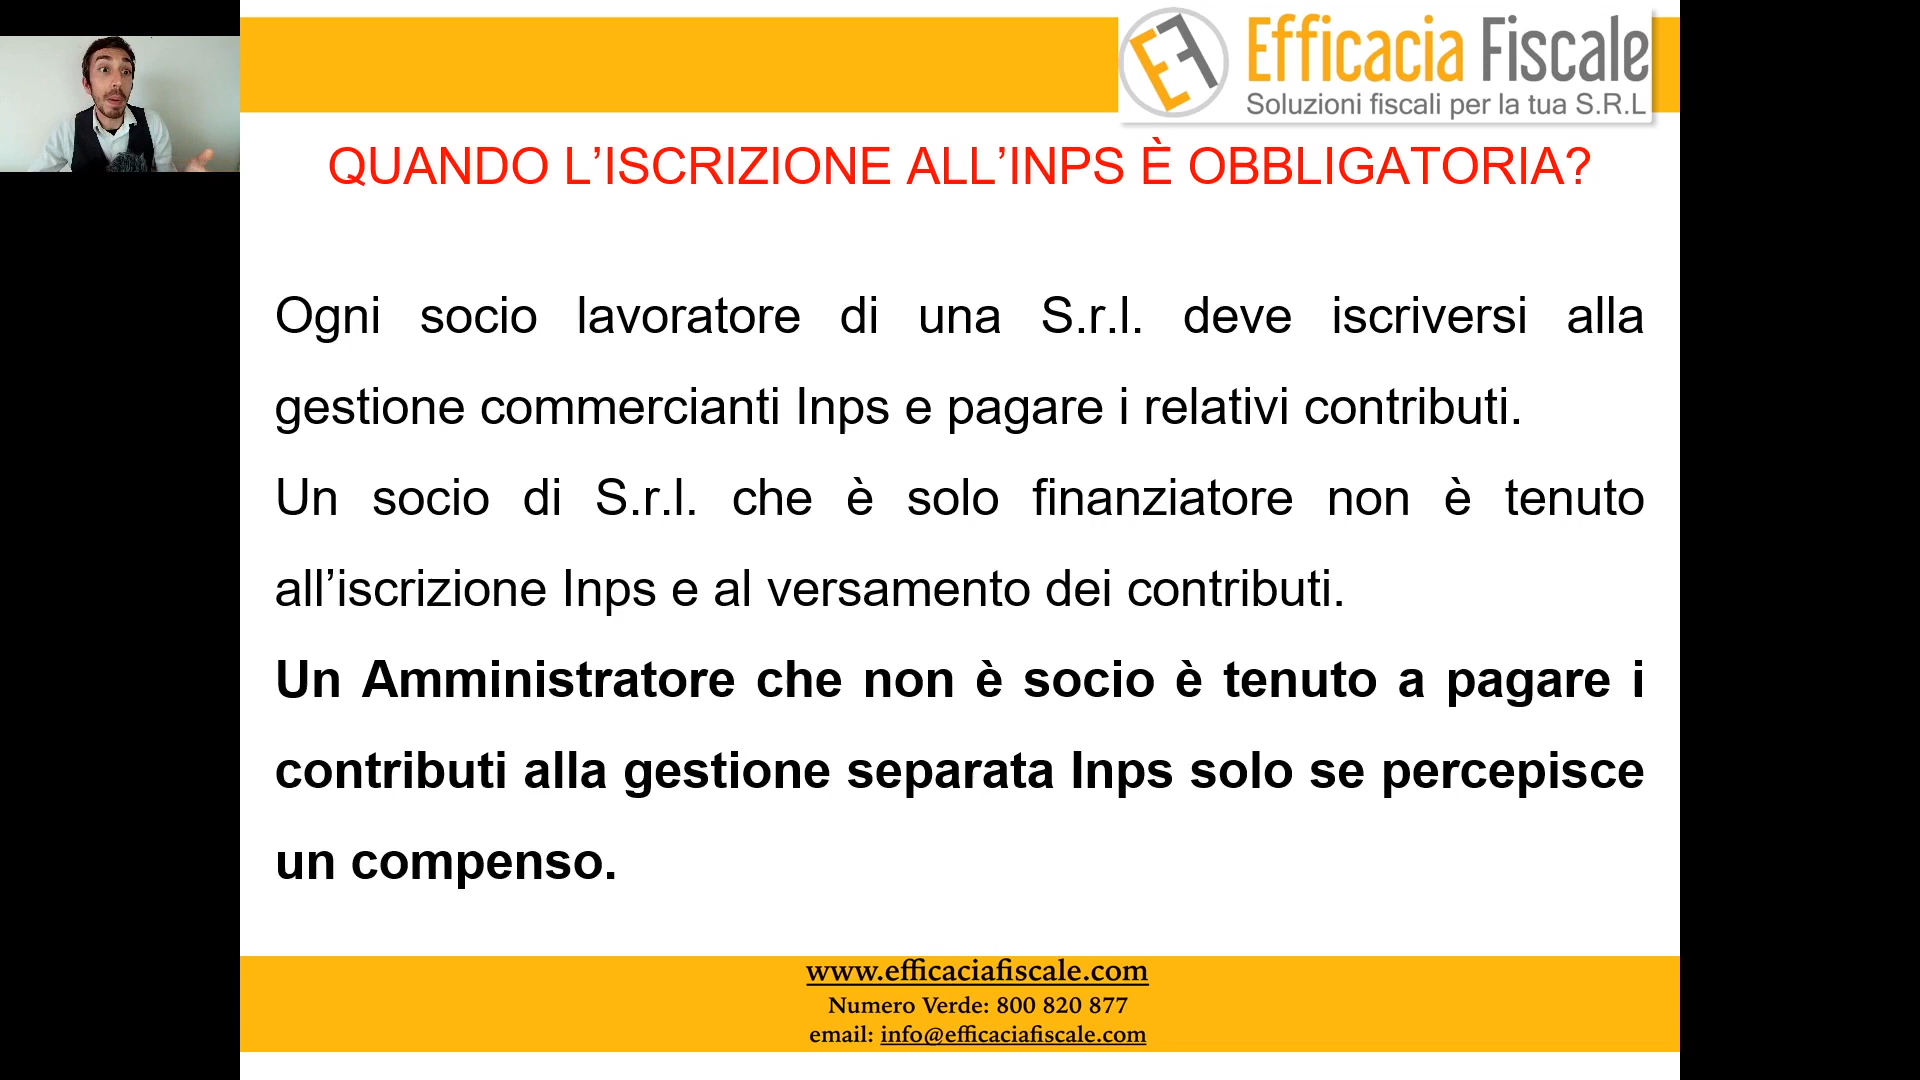 Efficacia Fiscale
Soluzioni fiscali per la tua S.R.L
QUANDO L’ISCRIZIONE ALL’INPS È OBBLIGATORIA?
Ogni socio lavoratore di una S.r.l. deve iscriversi alla
gestione commercianti Inps e pagare i relativi contributi.
Un socio di S.r.l. che è solo finanziatore non è tenuto
all’iscrizione Inps e al versamento dei contributi.
Un Amministratore che non è socio è tenuto a pagare i
contributi alla gestione separata Inps solo se percepisce
un compenso.
www.efficaciafiscale.com
Numero Verde: 800 820 877
email: info@efficaciafiscale.com